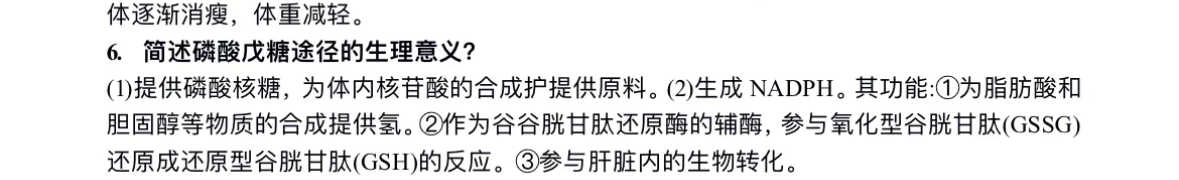 体逐渐消瘦，体重减轻。
6. 简述磷酸戊糖途径的生理意义？
(1)提供磷酸核糖，为体内核苷酸的合成护提供原料。(2)生成 NADPH。其功能:①为脂肪酸和
胆固醇等物质的合成提供氢。②作为谷谷胱甘肽还原酶的辅酶，参与氧化型谷胱甘肽(GSSG)
还原成还原型谷胱甘肽(GSH)的反应。③参与肝脏内的生物转化。